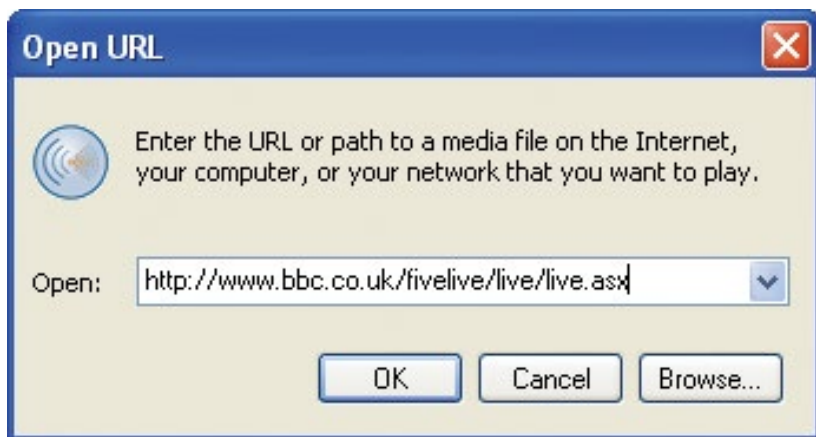 Open URL
Enter the URL or path to a media file on the Internet,
your computer, or your network that you want to play.
Open: http://www.bbc.co.uk/fivelive/live/live.asx
OK Cancel Browse...